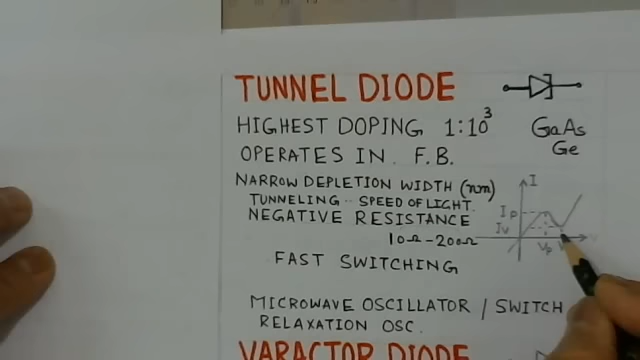 TUNNEL DIODE
HIGHEST DOPING 1:10³
GaAs
Ge
OPERATES IN F.B.
NARROW DEPLETION WIDTH (nm)
TUNNELING .. SPEED OF LIGHT.
NEGATIVE RESISTANCE
10Ω-200Ω
I
Ip
Iv
Vp
FAST SWITCHING
MICROWAVE OSCILLATOR / SWITCH
RELAXATION OSC.
VARACTOR DIODE